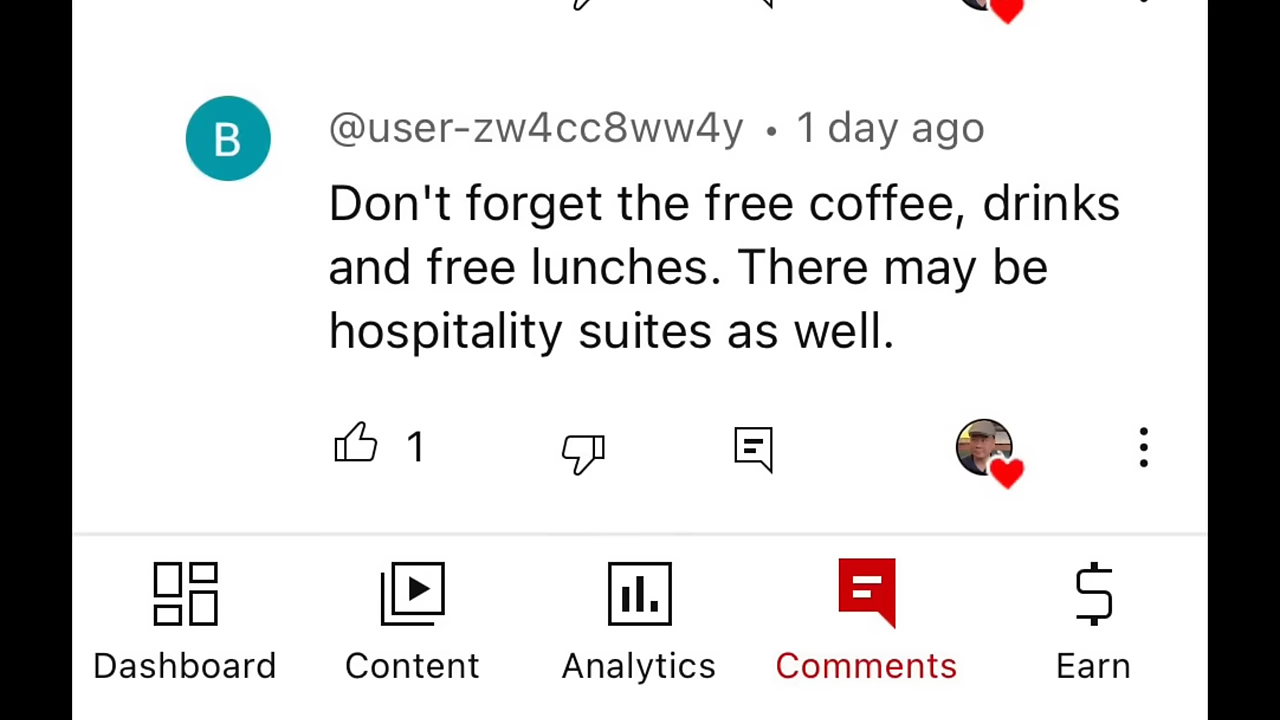 B
@user-zw4cc8ww4y • 1 day ago
Don't forget the free coffee, drinks
and free lunches. There may be
hospitality suites as well.
1
Dashboard Content Analytics Comments Earn